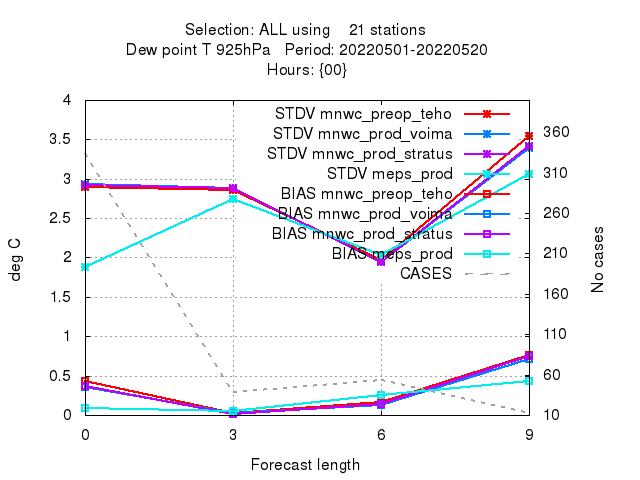 Selection: ALL using 21 stations
Dew point T 925hPa Period: 20220501-20220520
Hours: {00}
4
3.5
3
2.5
2
1.5
1
0.5
0
deg C
STDV mnwc_preop_teho
STDV mnwc_prod_voima
STDV mnwc_prod_stratus
STDV meps_prod
BIAS mnwc_preop_teho
BIAS mnwc_prod_voima
BIAS mnwc_prod_stratus
BIAS meps_prod
CASES
360
310
260
210
160
110
60
10
No cases
0 3 6 9
Forecast length